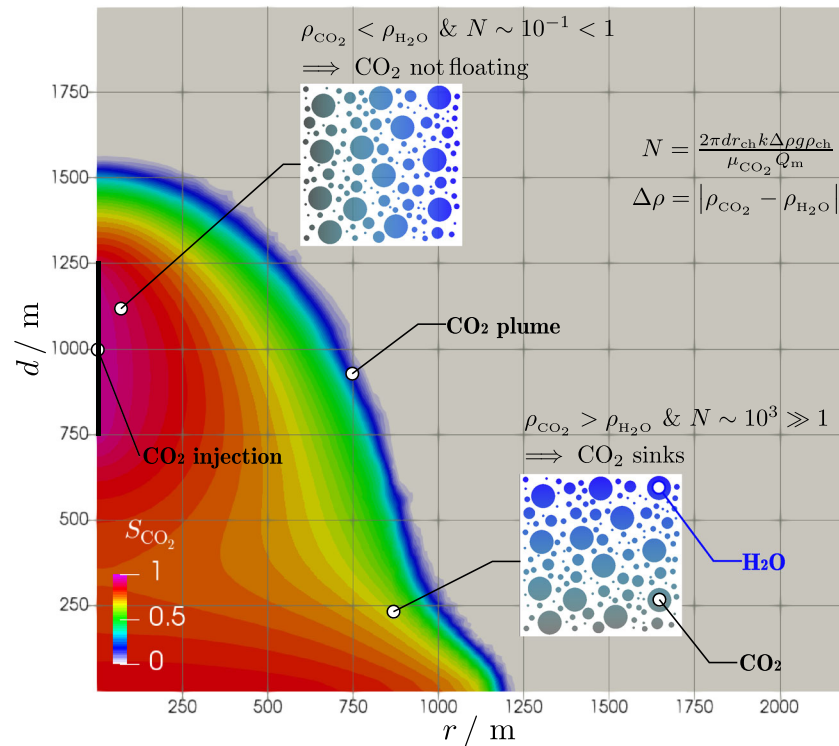 ρCO₂ < ρH₂O & N ∼ 10⁻¹ < 1
⟹ CO₂ not floating
N = 2πdr_ch kΔρgρ_ch / μCO₂ Qm
Δρ = |ρCO₂ − ρH₂O|
1750
1500
1250
1000
750
500
250
d / m
CO₂ plume
CO₂ injection
ρCO₂ > ρH₂O & N ∼ 10³ ≫ 1
⟹ CO₂ sinks
H₂O
CO₂
SCO₂
1
0.5
0
250
500
750
1000
1250
1500
1750
2000
r / m